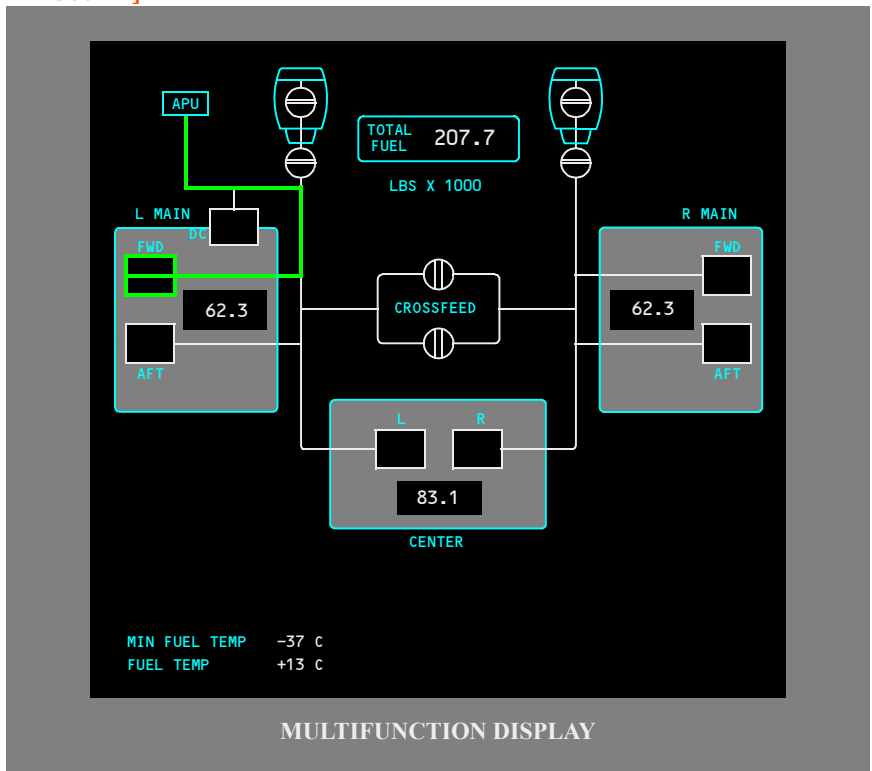 APU
TOTAL
FUEL 207.7
LBS X 1000
L MAIN
R MAIN
DC
FWD
FWD
62.3
CROSSFEED
62.3
AFT
AFT
L R
83.1
CENTER
MIN FUEL TEMP -37 C
FUEL TEMP +13 C
MULTIFUNCTION DISPLAY